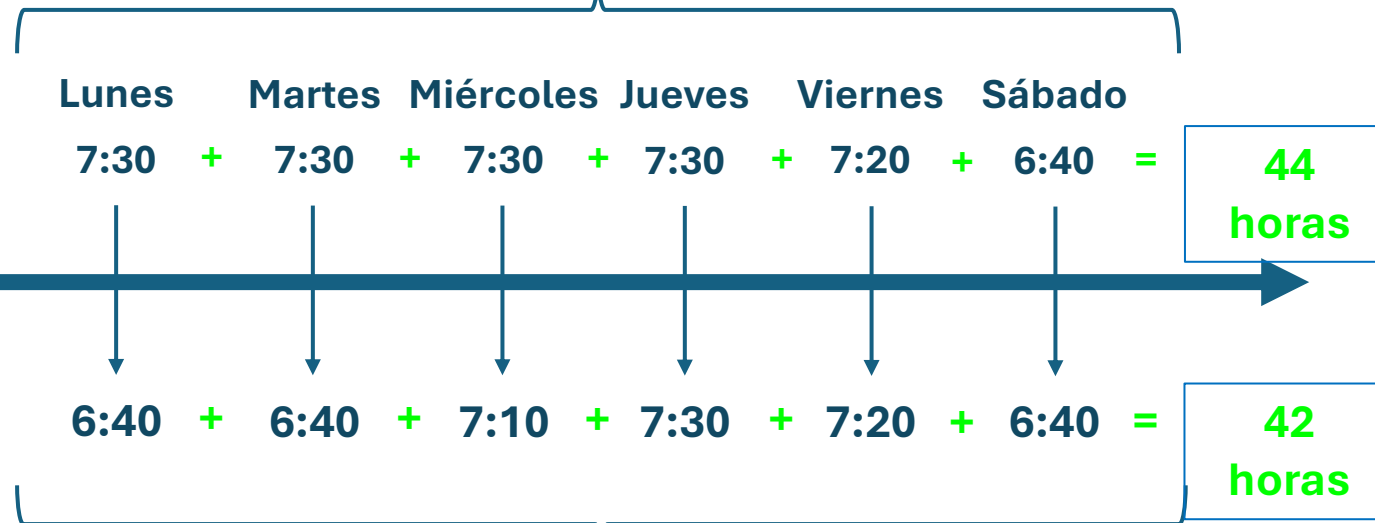 Lunes Martes Miércoles Jueves Viernes Sábado
7:30 + 7:30 + 7:30 + 7:30 + 7:20 + 6:40 = 44
horas
6:40 + 6:40 + 7:10 + 7:30 + 7:20 + 6:40 = 42
horas